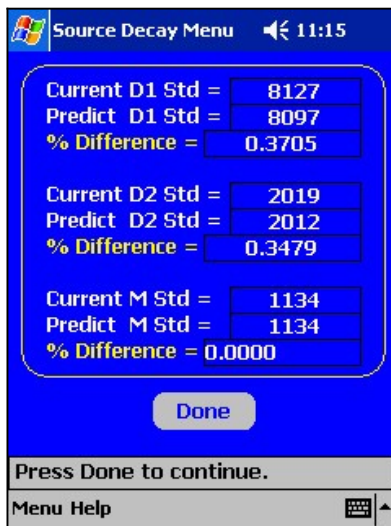 Source Decay Menu 11:15
Current D1 Std = 8127
Predict D1 Std = 8097
% Difference = 0.3705
Current D2 Std = 2019
Predict D2 Std = 2012
% Difference = 0.3479
Current M Std = 1134
Predict M Std = 1134
% Difference = 0.0000
Done
Press Done to continue.
Menu Help